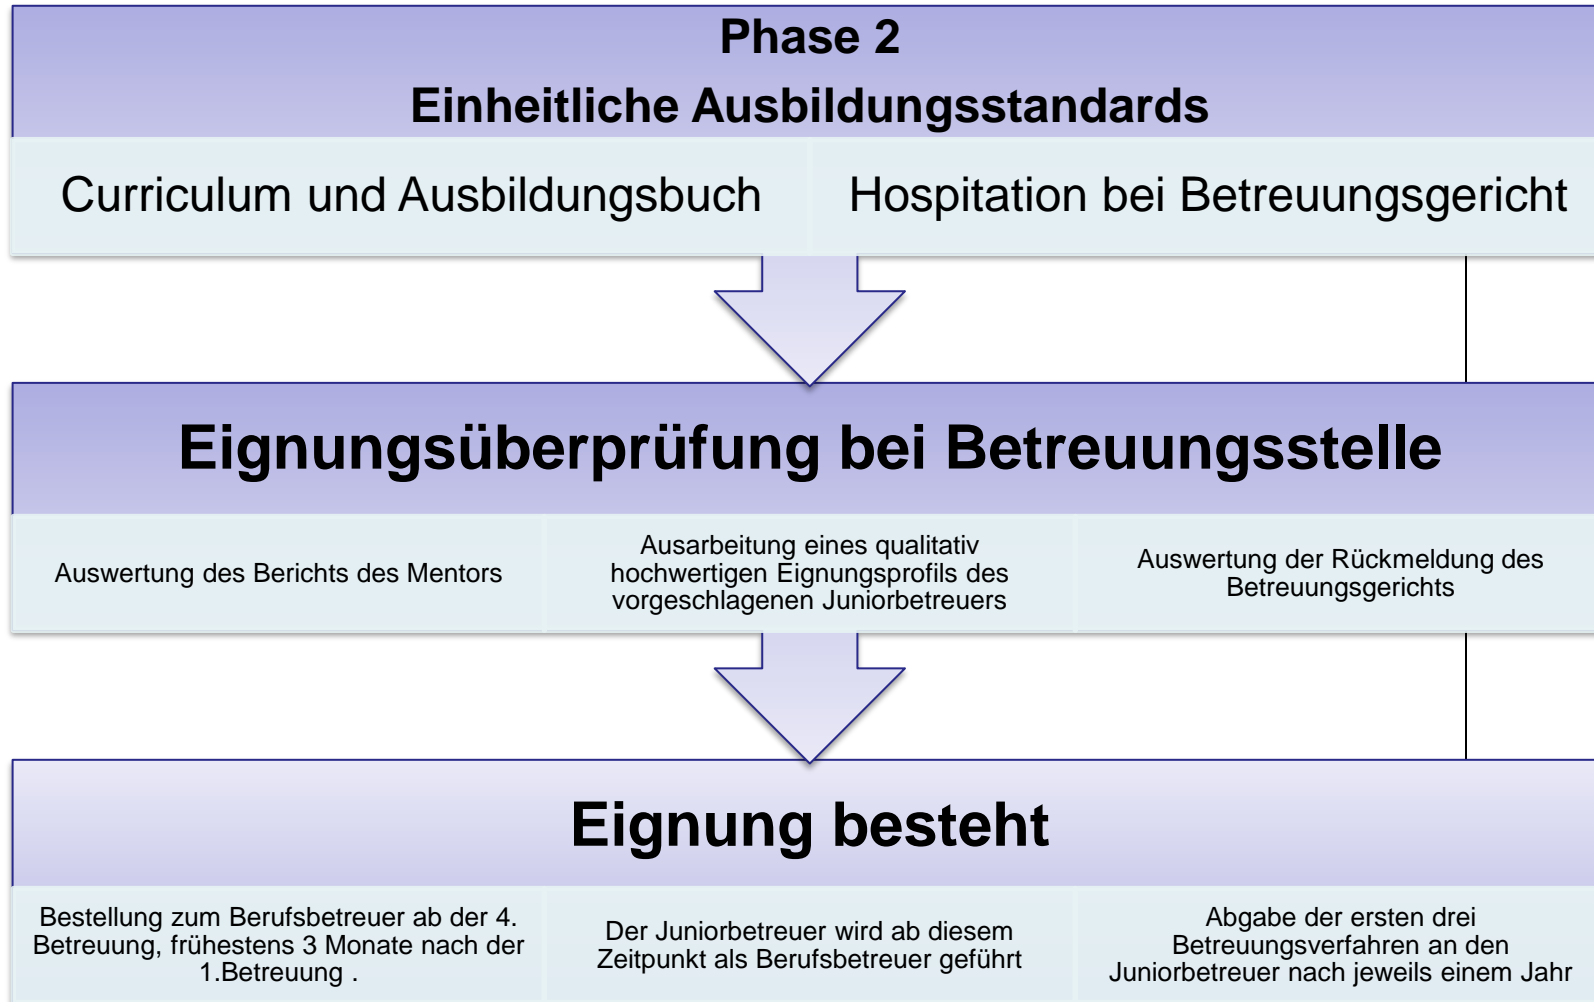 Phase 2
Einheitliche Ausbildungsstandards
Curriculum und Ausbildungsbuch
Hospitation bei Betreuungsgericht
Eignungsüberprüfung bei Betreuungsstelle
Auswertung des Berichts des Mentors
Ausarbeitung eines qualitativ
hochwertigen Eignungsprofils des
vorgeschlagenen Juniorbetreuers
Auswertung der Rückmeldung des
Betreuungsgerichts
Eignung besteht
Bestellung zum Berufsbetreuer ab der 4.
Betreuung, frühestens 3 Monate nach der
1.Betreuung .
Der Juniorbetreuer wird ab diesem
Zeitpunkt als Berufsbetreuer geführt
Abgabe der ersten drei
Betreuungsverfahren an den
Juniorbetreuer nach jeweils einem Jahr